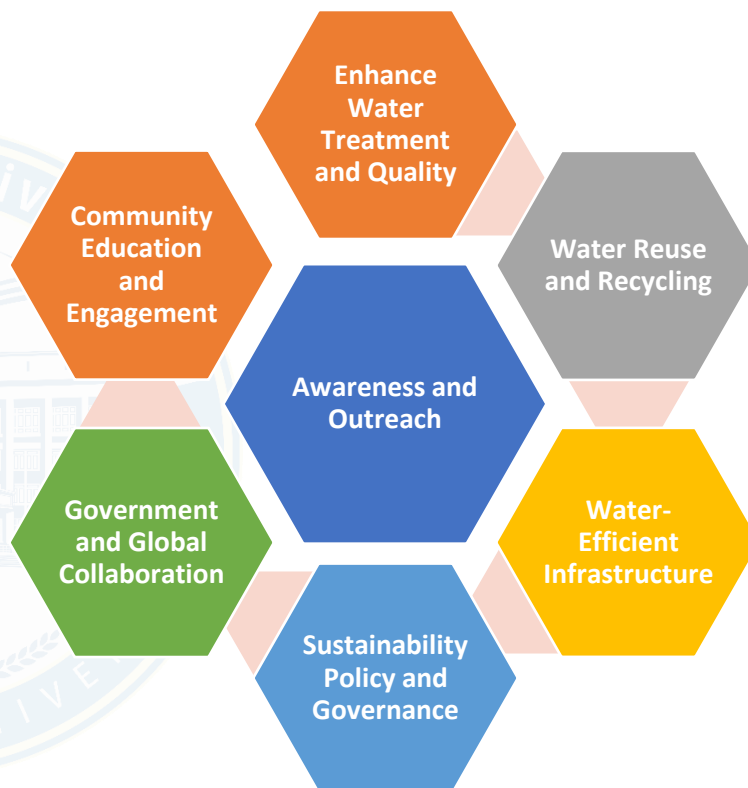 Enhance
Water
Treatment
and Quality
Community
Education
and
Engagement
Water Reuse
and Recycling
Awareness and
Outreach
Government
and Global
Collaboration
Water-
Efficient
Infrastructure
Sustainability
Policy and
Governance